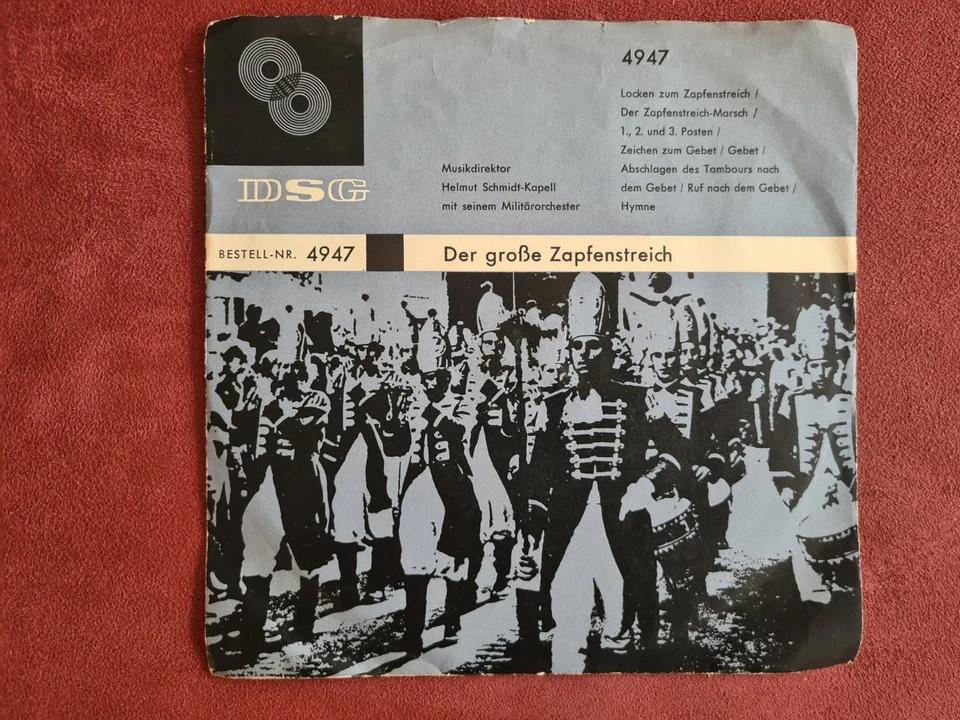 4947
Locken zum Zapfenstreich /
Der Zapfenstreich-Marsch /
1., 2. und 3. Posten /
Zeichen zum Gebet / Gebet /
Abschlagen des Tambours nach
dem Gebet / Ruf nach dem Gebet /
Hymne
Musikdirektor
Helmut Schmidt-Kapell
mit seinem Militärorchester
DSG
BESTELL-NR. 4947
Der große Zapfenstreich